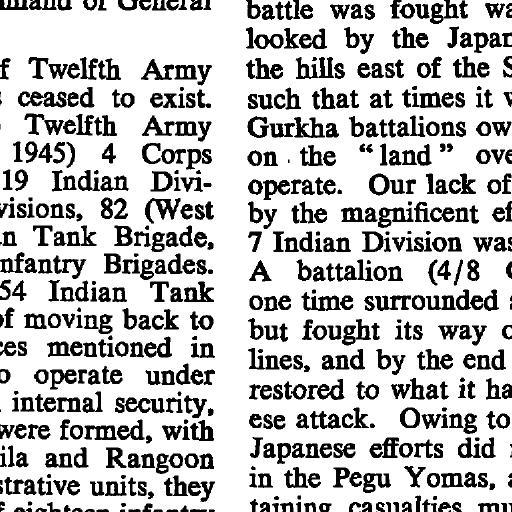 of General
f Twelfth Army
ceased to exist.
Twelfth Army
1945) 4 Corps
19 Indian Divi-
visions, 82 (West
n Tank Brigade,
nfantry Brigades.
54 Indian Tank
of moving back to
ces mentioned in
o operate under
internal security,
were formed, with
ila and Rangoon
strative units, they
eighteen infantry
battle was fought wa
looked by the Japan
the hills east of the S
such that at times it w
Gurkha battalions ow
on the “land” ove
operate. Our lack of
by the magnificent ef
7 Indian Division was
A battalion (4/8 G
one time surrounded
but fought its way o
lines, and by the end
restored to what it ha
ese attack. Owing to
Japanese efforts did
in the Pegu Yomas, a
taining casualties mu